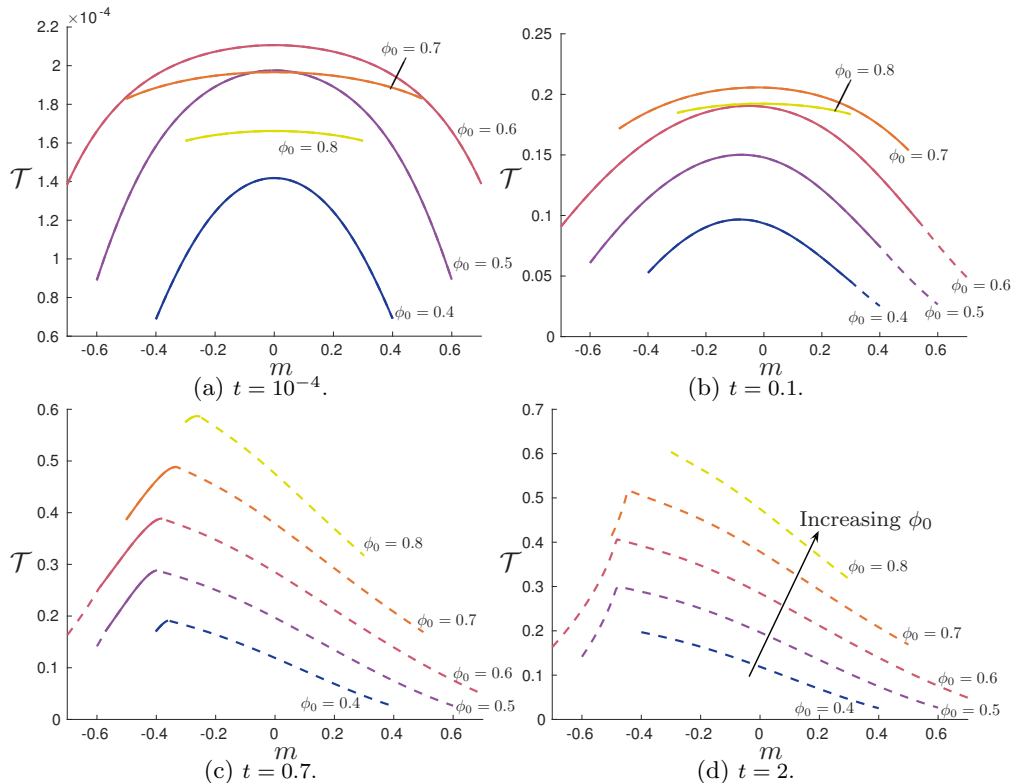 ×10⁻⁴
2.2
2
1.8
1.6
1.4
1.2
1
0.8
0.6
𝒯
-0.6 -0.4 -0.2 0 0.2 0.4 0.6
m
ϕ₀ = 0.7
ϕ₀ = 0.6
ϕ₀ = 0.8
ϕ₀ = 0.5
ϕ₀ = 0.4
(a) t = 10⁻⁴.
0.25
0.2
0.15
0.1
0.05
0
𝒯
-0.6 -0.4 -0.2 0 0.2 0.4 0.6
m
ϕ₀ = 0.8
ϕ₀ = 0.7
ϕ₀ = 0.6
ϕ₀ = 0.4
ϕ₀ = 0.5
(b) t = 0.1.
0.6
0.5
0.4
0.3
0.2
0.1
0
𝒯
-0.6 -0.4 -0.2 0 0.2 0.4 0.6
m
ϕ₀ = 0.8
ϕ₀ = 0.7
ϕ₀ = 0.6
ϕ₀ = 0.4
ϕ₀ = 0.5
(c) t = 0.7.
0.7
0.6
0.5
0.4
0.3
0.2
0.1
0
𝒯
-0.6 -0.4 -0.2 0 0.2 0.4 0.6
m
Increasing ϕ₀
ϕ₀ = 0.8
ϕ₀ = 0.7
ϕ₀ = 0.6
ϕ₀ = 0.4
ϕ₀ = 0.5
(d) t = 2.